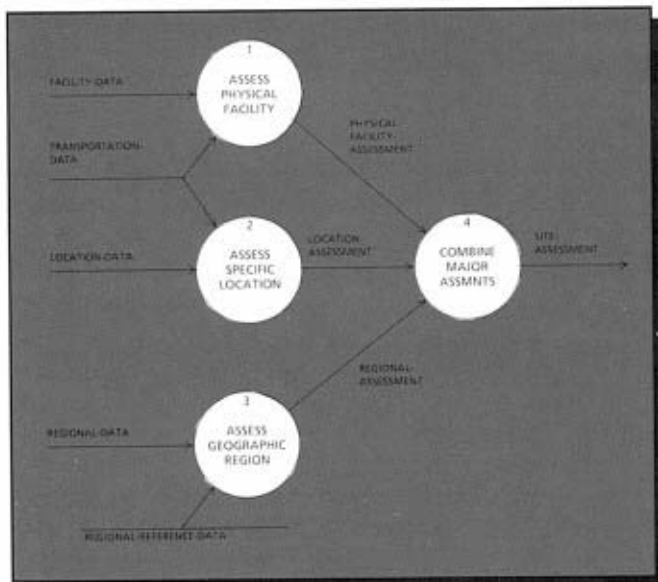 1
ASSESS
PHYSICAL
FACILITY
FACILITY-DATA
TRANSPORTATION-
DATA
PHYSICAL-
FACILITY-
ASSESSMENT
2
ASSESS
SPECIFIC
LOCATION
LOCATION-DATA
LOCATION-
ASSESSMENT
4
COMBINE
MAJOR
ASSMNTS
SITE-
ASSESSMENT
REGIONAL-
ASSESSMENT
3
ASSESS
GEOGRAPHIC
REGION
REGIONAL-DATA
REGIONAL-REFERENCE-DATA